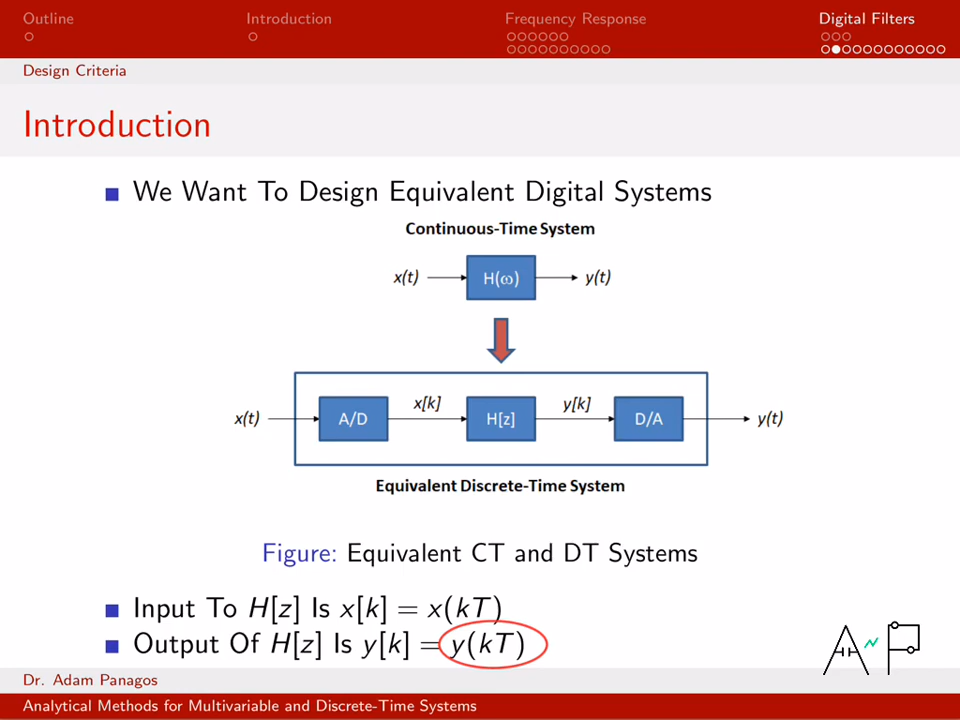 Outline Introduction Frequency Response Digital Filters
Design Criteria
Introduction
We Want To Design Equivalent Digital Systems
Continuous-Time System
x(t) H(ω) y(t)
x(t) A/D x[k] H[z] y[k] D/A y(t)
Equivalent Discrete-Time System
Figure: Equivalent CT and DT Systems
Input To H[z] Is x[k] = x(kT)
Output Of H[z] Is y[k] = y(kT)
AP
Dr. Adam Panagos
Analytical Methods for Multivariable and Discrete-Time Systems